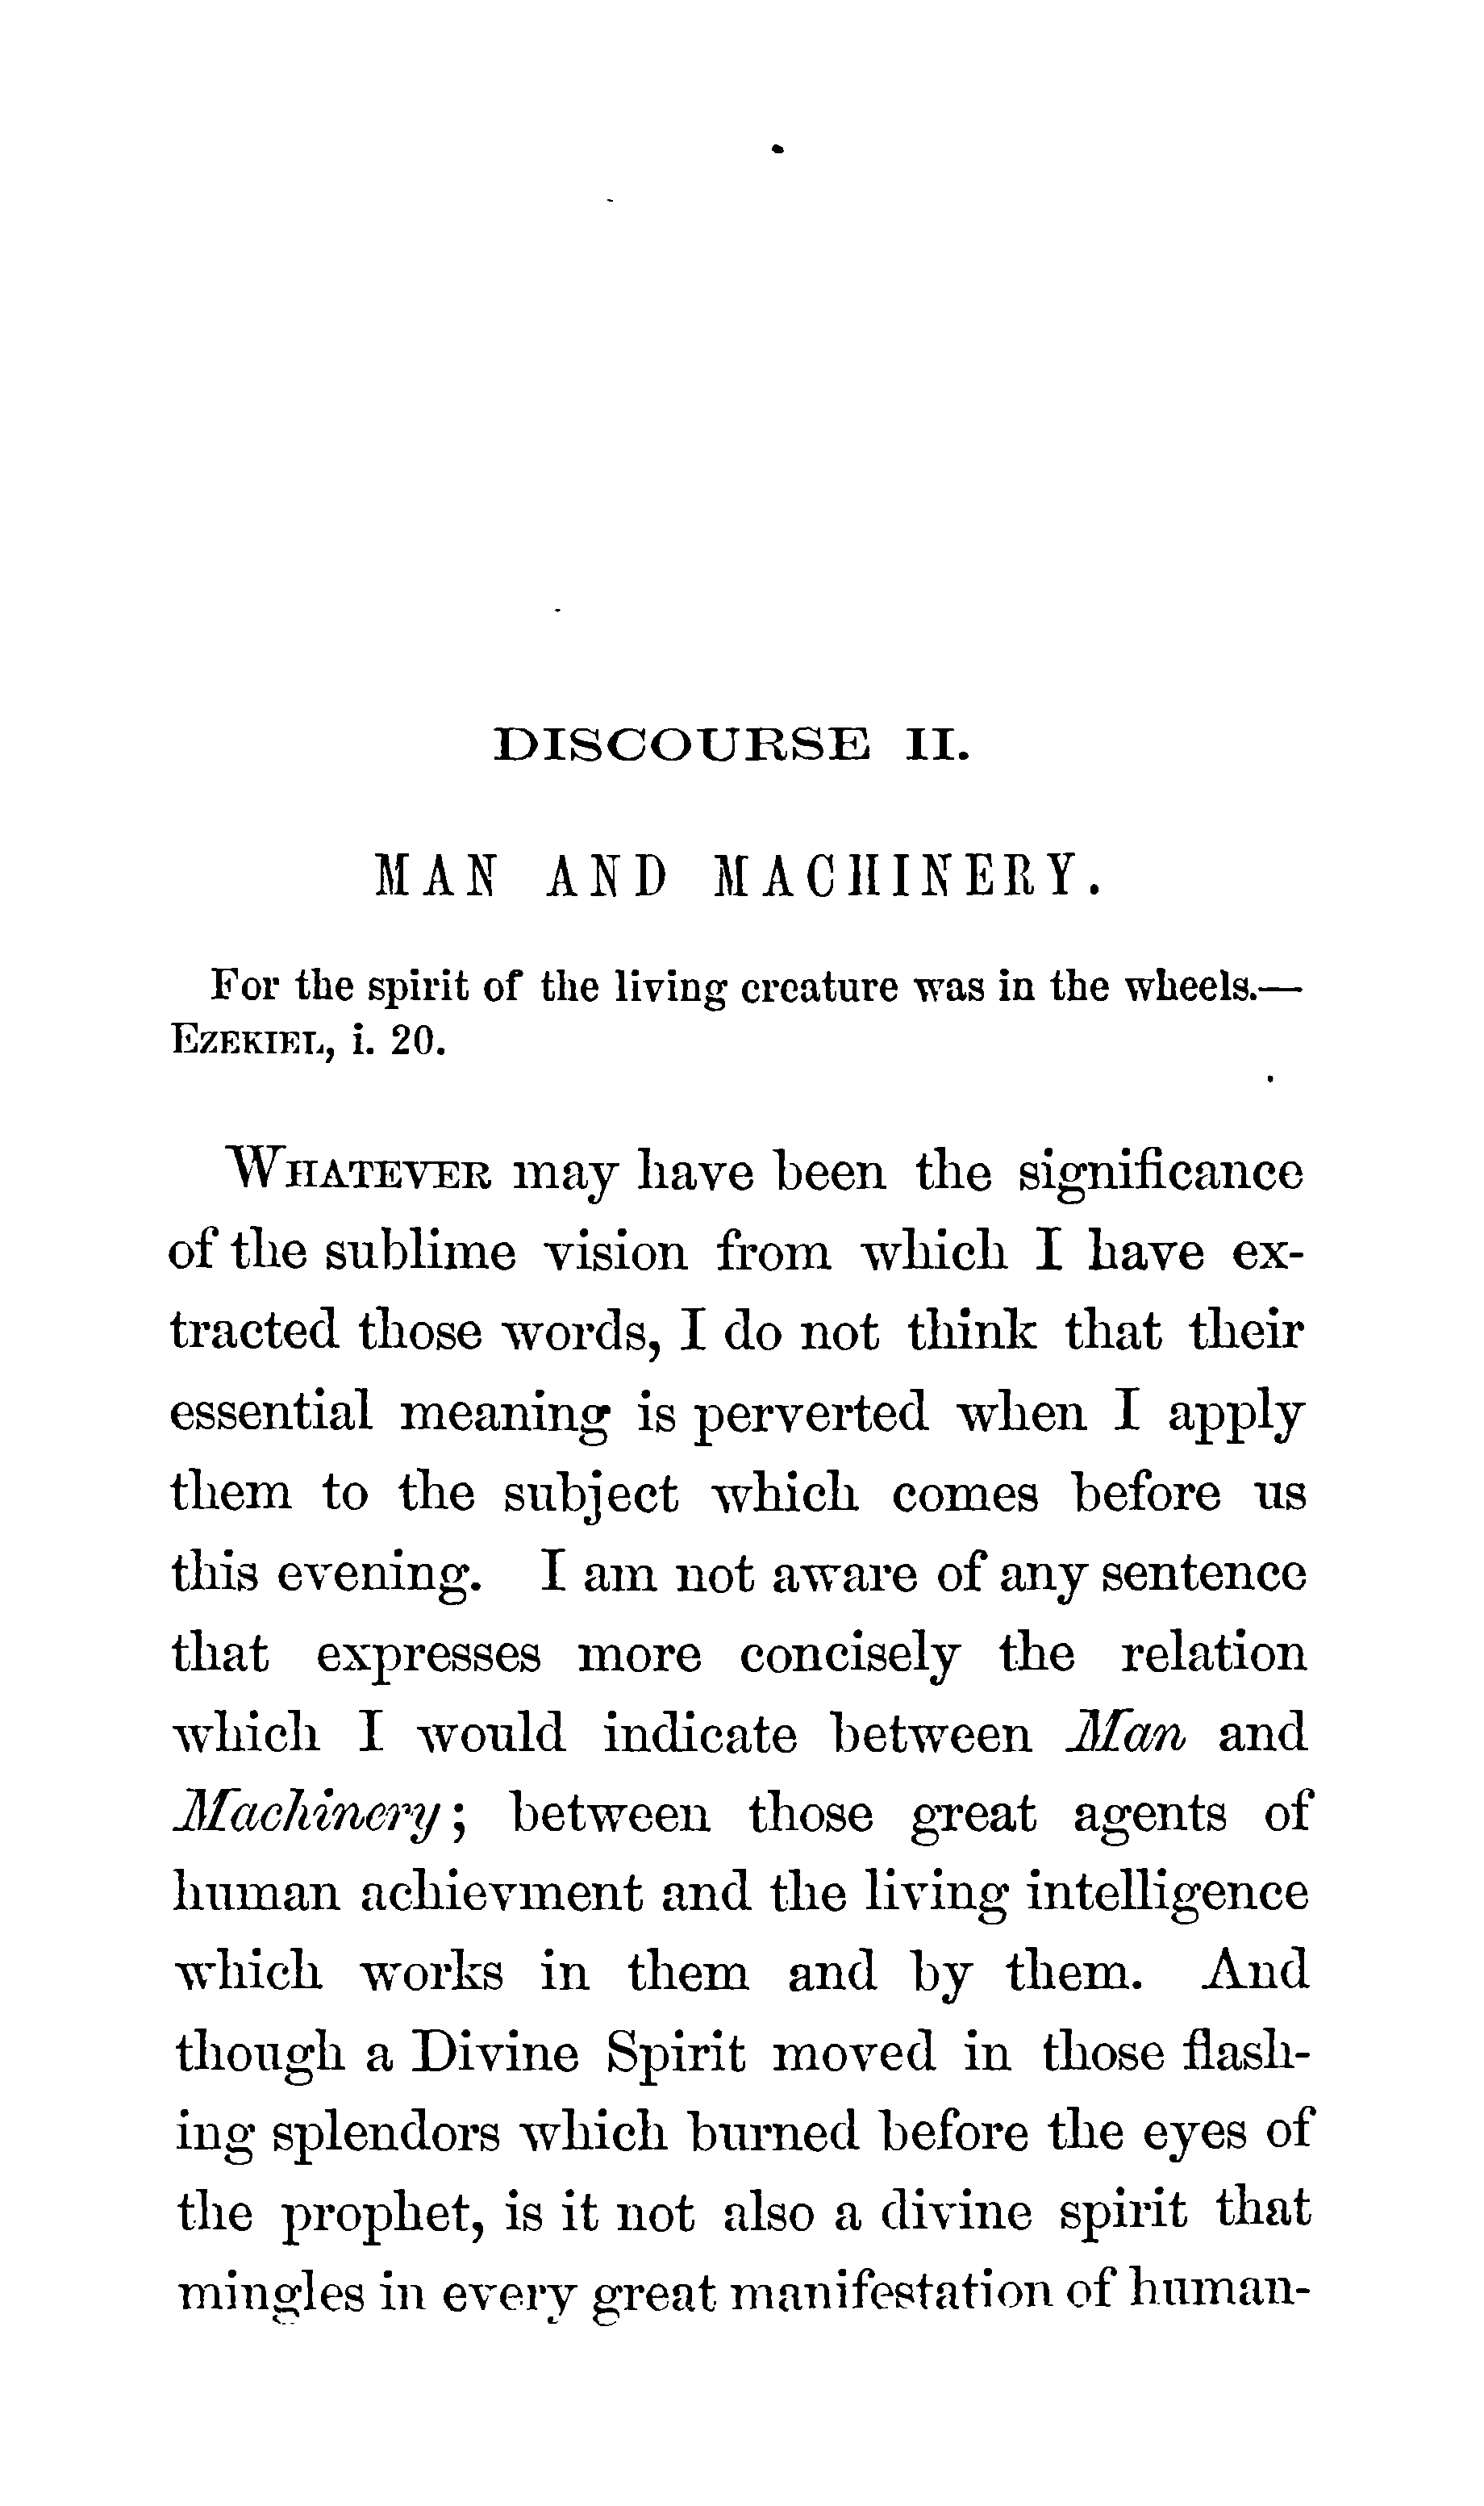 DISCOURSE II.
MAN AND MACHINERY.
For the spirit of the living creature was in the wheels.—
EZEKIEL, i. 20.
WHATEVER may have been the significance
of the sublime vision from which I have ex-
tracted those words, I do not think that their
essential meaning is perverted when I apply
them to the subject which comes before us
this evening. I am not aware of any sentence
that expresses more concisely the relation
which I would indicate between Man and
Machinery; between those great agents of
human achievment and the living intelligence
which works in them and by them. And
though a Divine Spirit moved in those flash-
ing splendors which burned before the eyes of
the prophet, is it not also a divine spirit that
mingles in every great manifestation of human-